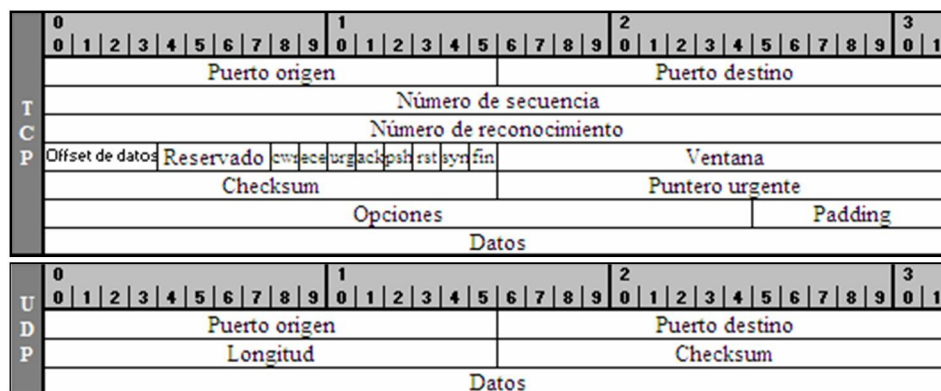 TCP
0 1 2 3
0 1 2 3 4 5 6 7 8 9 0 1 2 3 4 5 6 7 8 9 0 1 2 3 4 5 6 7 8 9 0 1
Puerto origen Puerto destino
Número de secuencia
Número de reconocimiento
Offset de datos Reservado cwr ece urg ack psh rst syn fin Ventana
Checksum Puntero urgente
Opciones Padding
Datos
UDP
0 1 2 3
0 1 2 3 4 5 6 7 8 9 0 1 2 3 4 5 6 7 8 9 0 1 2 3 4 5 6 7 8 9 0 1
Puerto origen Puerto destino
Longitud Checksum
Datos